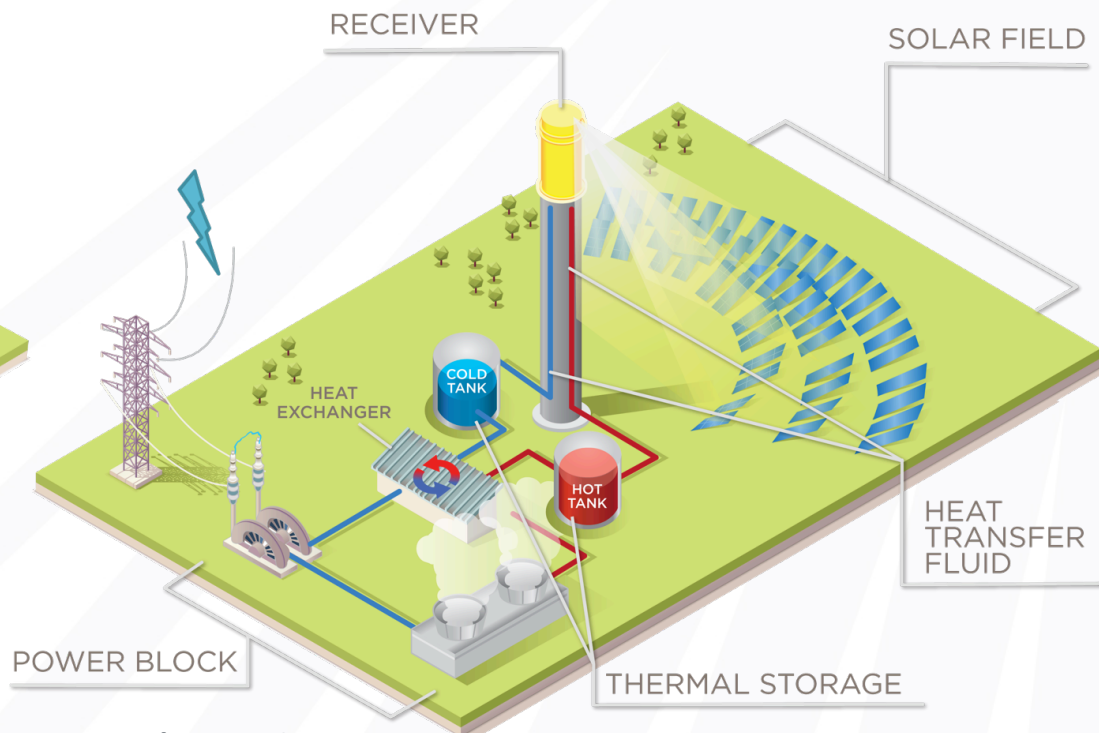 RECEIVER
SOLAR FIELD
COLD
TANK
HEAT
EXCHANGER
HOT
TANK
HEAT
TRANSFER
FLUID
POWER BLOCK
THERMAL STORAGE